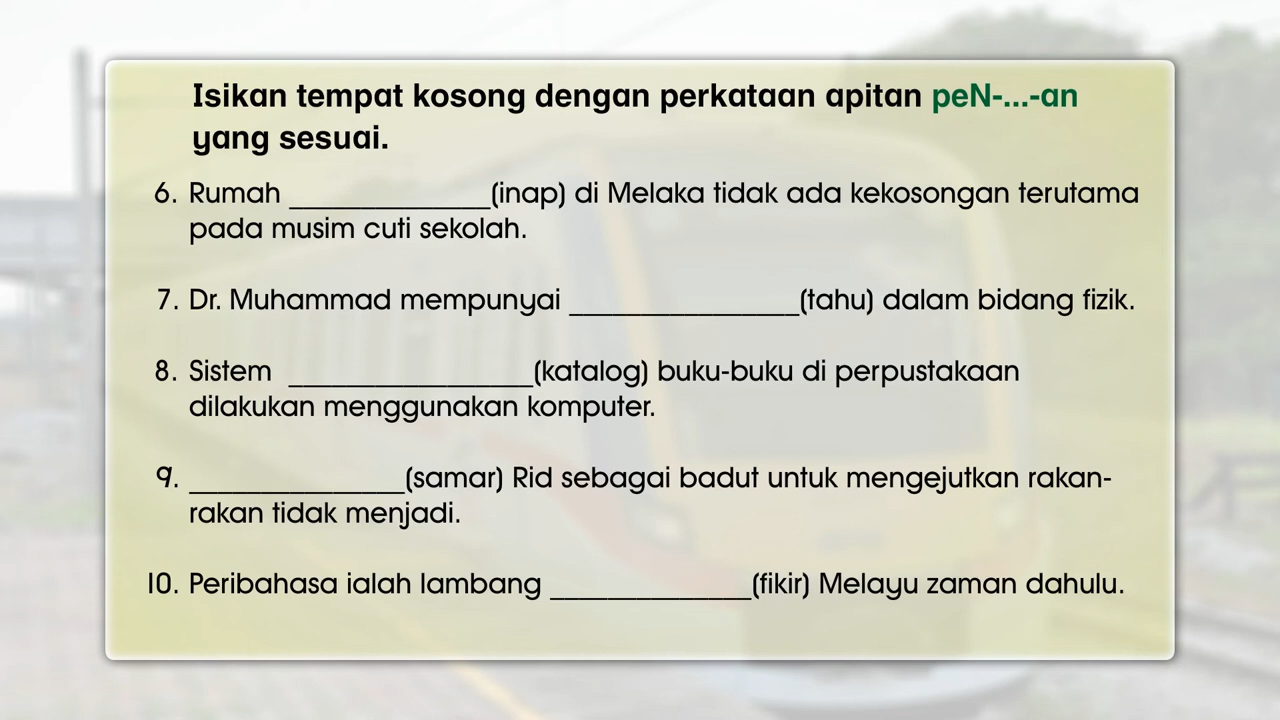 Isikan tempat kosong dengan perkataan apitan peN-...-an
yang sesuai.
6. Rumah ______________(inap) di Melaka tidak ada kekosongan terutama
pada musim cuti sekolah.
7. Dr. Muhammad mempunyai ________________(tahu) dalam bidang fizik.
8. Sistem _________________(katalog) buku-buku di perpustakaan
dilakukan menggunakan komputer.
9. _______________(samar) Rid sebagai badut untuk mengejutkan rakan-
rakan tidak menjadi.
10. Peribahasa ialah lambang ______________(fikir) Melayu zaman dahulu.